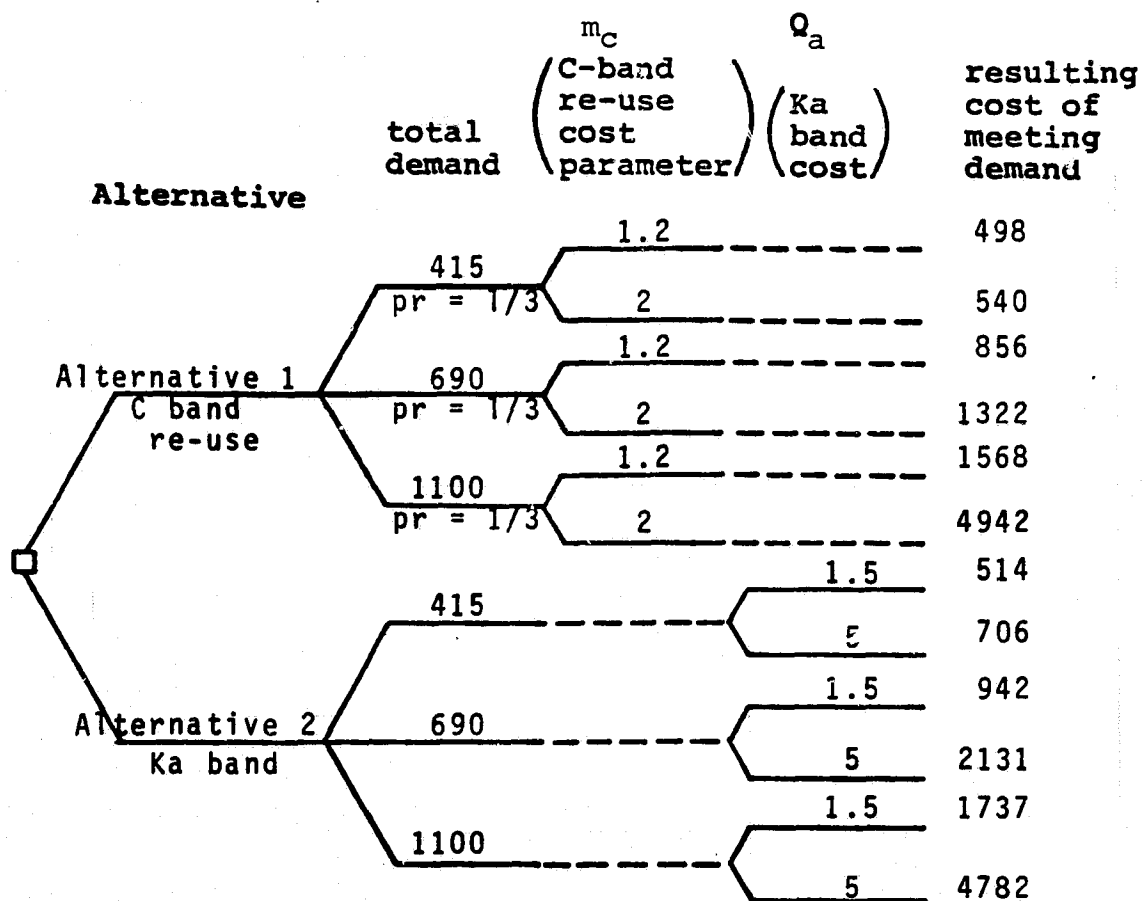 m_c
Q_a
C-band
re-use
cost
parameter
Ka
band
cost
resulting
cost of
meeting
demand
total
demand
Alternative
1.2
498
415
pr = 1/3
2
540
1.2
856
Alternative 1
C band
re-use
690
pr = 1/3
2
1322
1.2
1568
1100
pr = 1/3
2
4942
1.5
514
415
5
706
1.5
942
Alternative 2
Ka band
690
5
2131
1.5
1737
1100
5
4782